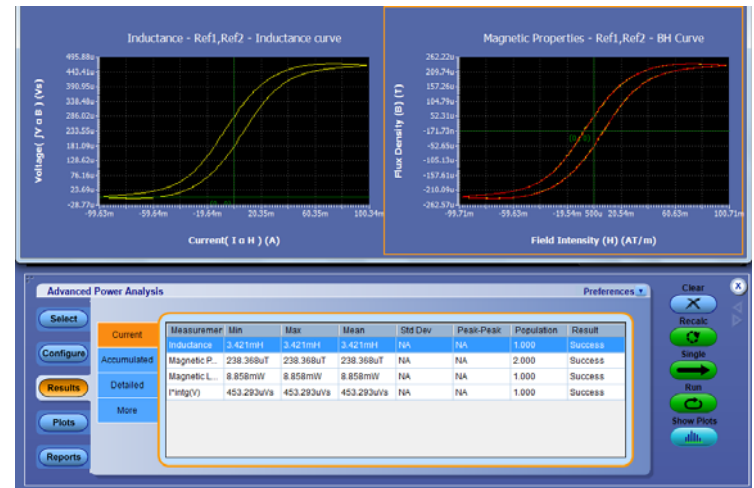 Inductance - Ref1,Ref2 - Inductance curve
495.88u
443.41u
390.95u
338.48u
286.02u
233.55u
181.09u
128.62u
76.16u
23.69u
-28.77u
Voltage( ∫V α B ) (Vs)
-99.63m -59.64m -19.64m 20.35m 60.35m 100.34m
Current( I α H ) (A)
Magnetic Properties - Ref1,Ref2 - BH Curve
262.22u
209.74u
157.26u
104.79u
52.31u
-171.73n
-52.65u
-105.13u
-157.61u
-210.09u
-262.57u
Flux Density (B) (T)
-99.71m -59.63m -19.54m 500u 20.54m 60.63m 100.71m
Field Intensity (H) (AT/m)
Advanced Power Analysis
Preferences
Clear
X
Select
Configure
Results
Plots
Reports
Current
Accumulated
Detailed
More
Measuremen Min Max Mean Std Dev Peak-Peak Population Result
Inductance 3.421mH 3.421mH 3.421mH NA NA 1.000 Success
Magnetic P... 238.368uT 238.368uT 238.368uT NA NA 2.000 Success
Magnetic L... 8.858mW 8.858mW 8.858mW NA NA 1.000 Success
I*Intg(V) 453.293uVs 453.293uVs 453.293uVs NA NA 1.000 Success
Recalc
Single
Run
Show Plots